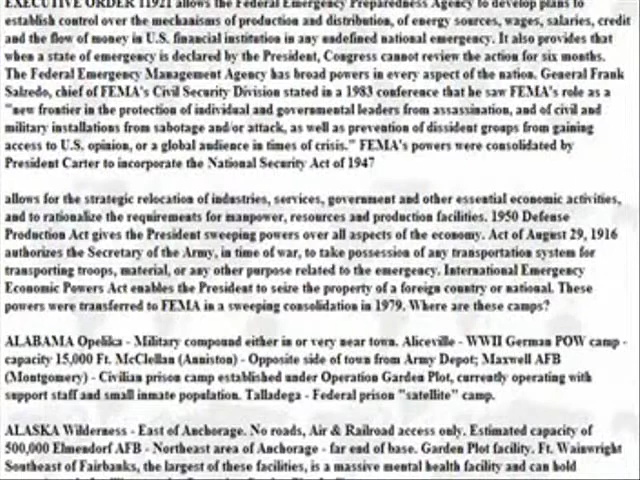 EXECUTIVE ORDER 11921 allows the Federal Emergency Preparedness Agency to develop plans to
establish control over the mechanisms of production and distribution, of energy sources, wages, salaries, credit
and the flow of money in U.S. financial institution in any undefined national emergency. It also provides that
when a state of emergency is declared by the President, Congress cannot review the action for six months.
The Federal Emergency Management Agency has broad powers in every aspect of the nation. General Frank
Salzedo, chief of FEMA's Civil Security Division stated in a 1983 conference that he saw FEMA's role as a
"new frontier in the protection of individual and governmental leaders from assassination, and of civil and
military installations from sabotage and/or attack, as well as prevention of dissident groups from gaining
access to U.S. opinion, or a global audience in times of crisis." FEMA's powers were consolidated by
President Carter to incorporate the National Security Act of 1947
allows for the strategic relocation of industries, services, government and other essential economic activities,
and to rationalize the requirements for manpower, resources and production facilities. 1950 Defense
Production Act gives the President sweeping powers over all aspects of the economy. Act of August 29, 1916
authorizes the Secretary of the Army, in time of war, to take possession of any transportation system for
transporting troops, material, or any other purpose related to the emergency. International Emergency
Economic Powers Act enables the President to seize the property of a foreign country or national. These
powers were transferred to FEMA in a sweeping consolidation in 1979. Where are these camps?
ALABAMA Opelika - Military compound either in or very near town. Aliceville - WWII German POW camp -
capacity 15,000 Ft. McClellan (Anniston) - Opposite side of town from Army Depot; Maxwell AFB
(Montgomery) - Civilian prison camp established under Operation Garden Plot, currently operating with
support staff and small inmate population. Talladega - Federal prison "satellite" camp.
ALASKA Wilderness - East of Anchorage. No roads, Air & Railroad access only. Estimated capacity of
500,000 Elmendorf AFB - Northeast area of Anchorage - far end of base. Garden Plot facility. Ft. Wainwright
Southeast of Fairbanks, the largest of these facilities, is a massive mental health facility and can hold